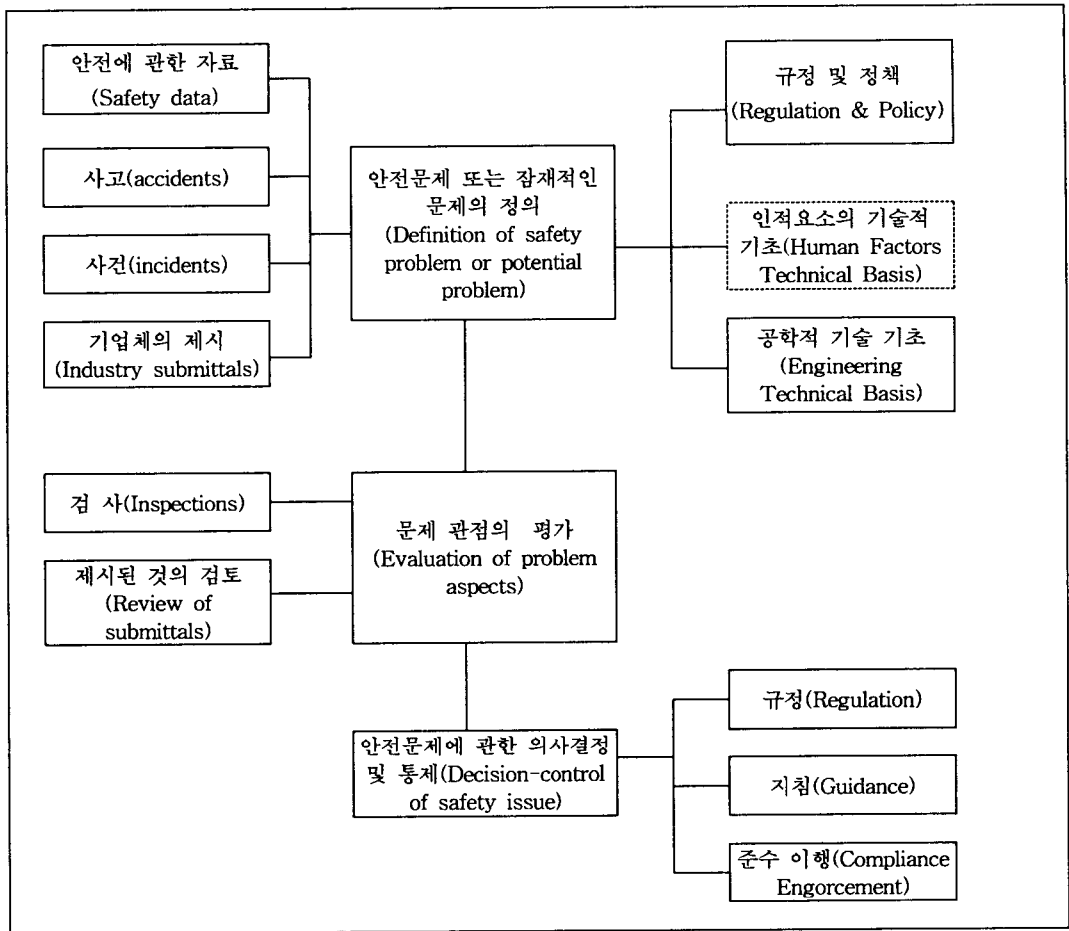 안전에 관한 자료
(Safety data)
사고(accidents)
사건(incidents)
기업체의 제시
(Industry submittals)
안전문제 또는 잠재적인
문제의 정의
(Definition of safety
problem or potential
problem)
규정 및 정책
(Regulation & Policy)
인적요소의 기술적
기초(Human Factors
Technical Basis)
공학적 기술 기초
(Engineering
Technical Basis)
검 사(Inspections)
제시된 것의 검토
(Review of
submittals)
문제 관점의 평가
(Evaluation of problem
aspects)
안전문제에 관한 의사결정
및 통제(Decision-control
of safety issue)
규정(Regulation)
지침(Guidance)
준수 이행(Compliance
Engorcement)